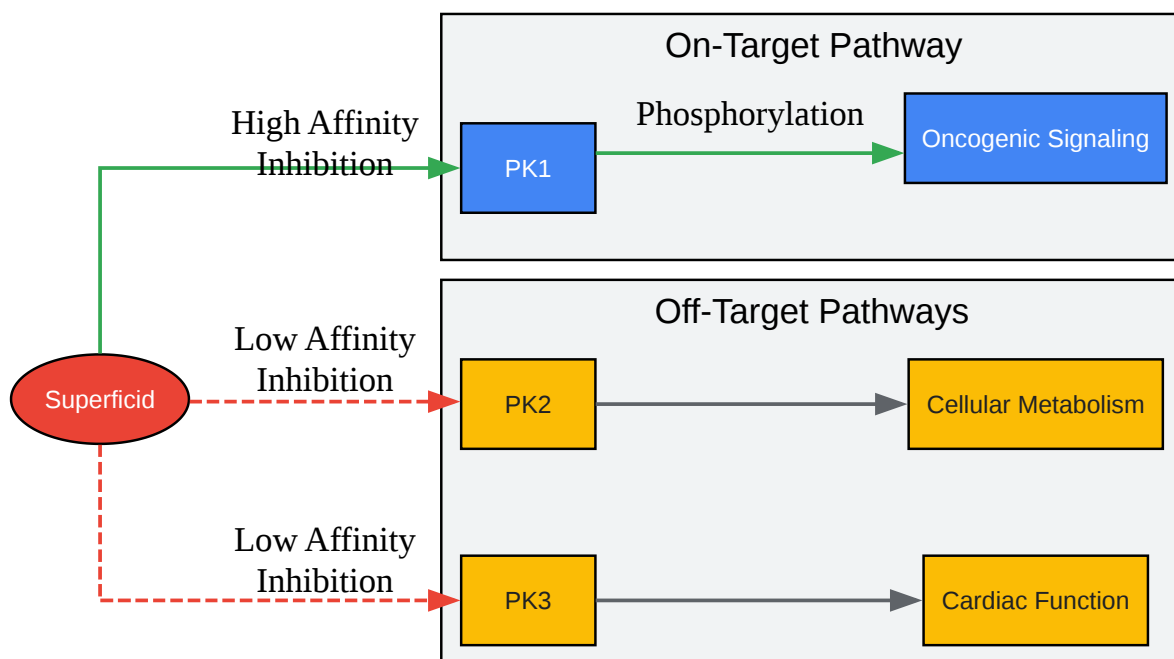 On-Target Pathway
High Affinity
Inhibition
PK1
Phosphorylation
Oncogenic Signaling
Off-Target Pathways
Superficid
Low Affinity
Inhibition
PK2
Cellular Metabolism
Low Affinity
Inhibition
PK3
Cardiac Function